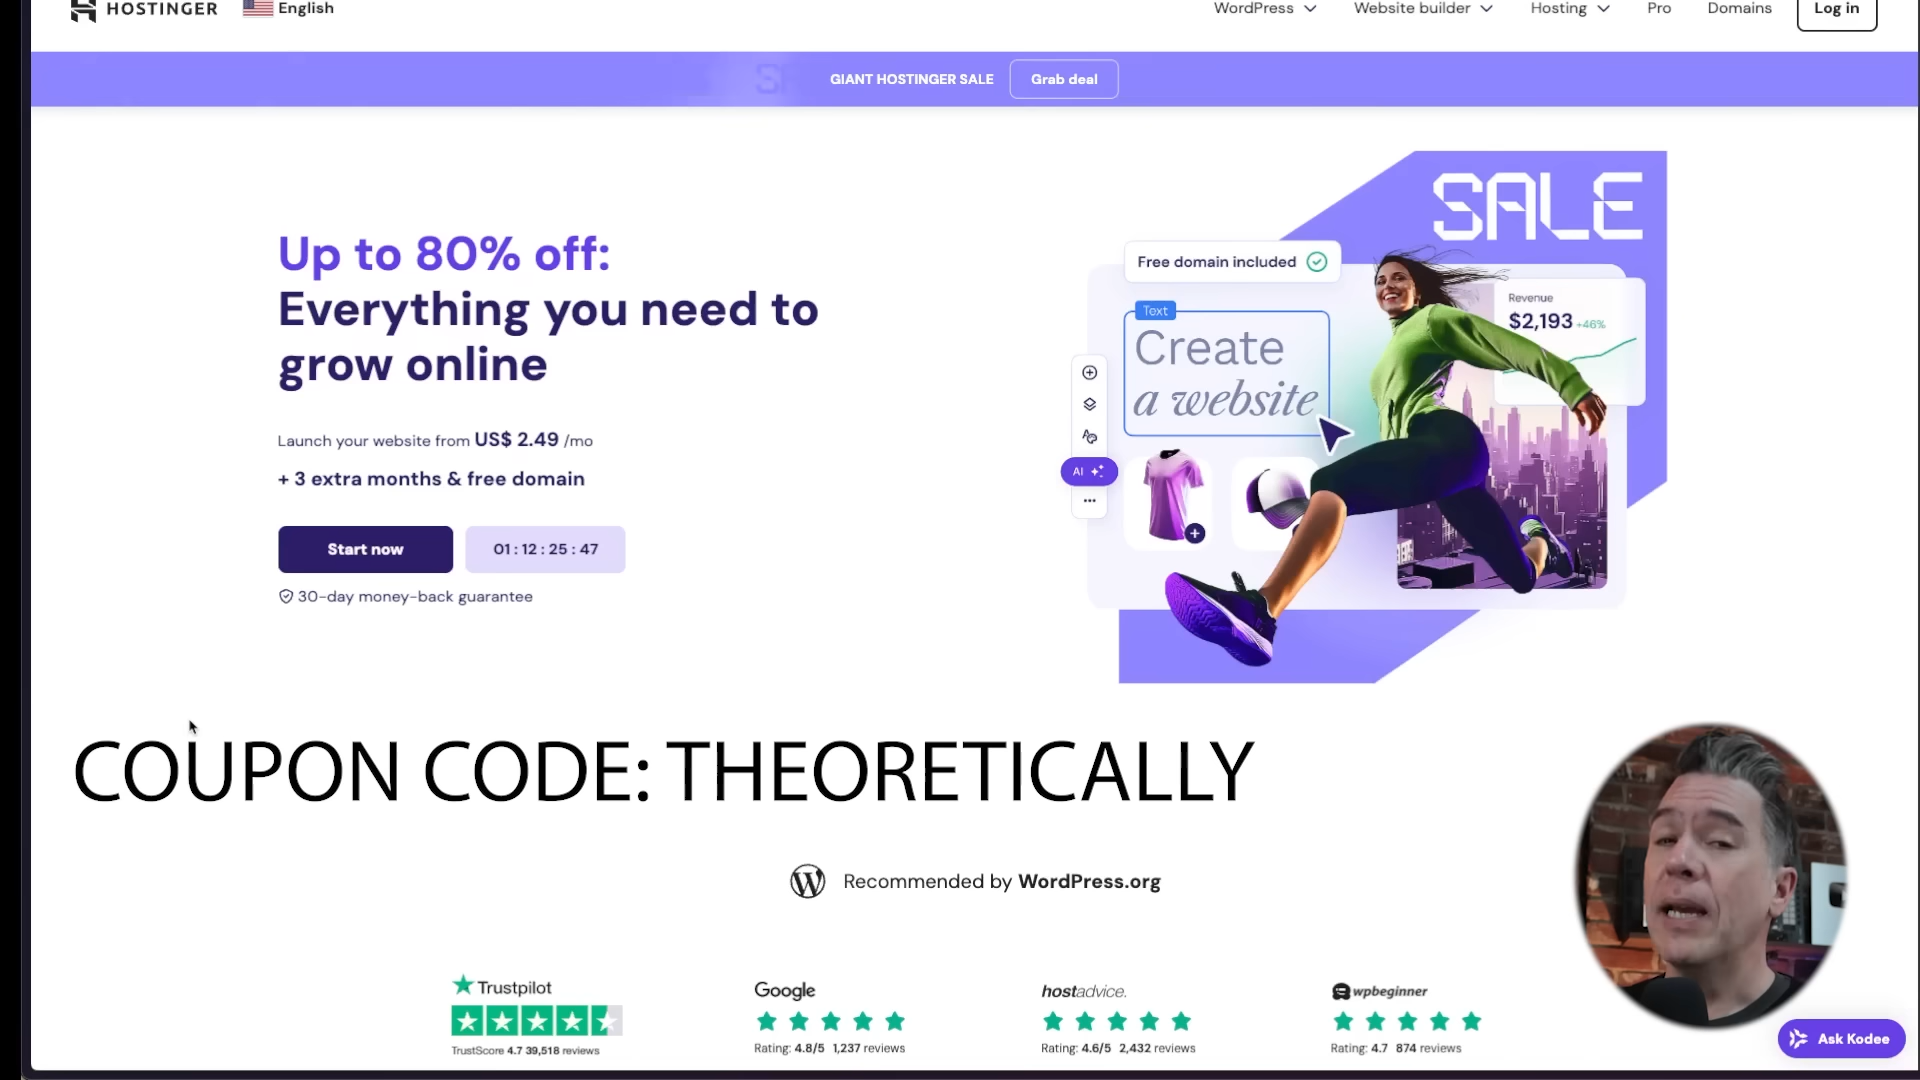 HOSTINGER
English
WordPress
Website builder
Hosting
Pro
Domains
Log in
GIANT HOSTINGER SALE
Grab deal
SALE
Up to 80% off:
Everything you need to
grow online
Launch your website from US$ 2.49 /mo
+ 3 extra months & free domain
Start now
01 : 12 : 25 : 47
30-day money-back guarantee
Free domain included
Text
Create
a website
AI
Revenue
$2,193 +46%
COUPON CODE: THEORETICALLY
Recommended by WordPress.org
Trustpilot
TrustScore 4.7 39,518 reviews
Google
Rating: 4.8/5 1,237 reviews
hostadvice.
Rating: 4.6/5 2,432 reviews
wpbeginner
Rating: 4.7 874 reviews
Ask Kodee